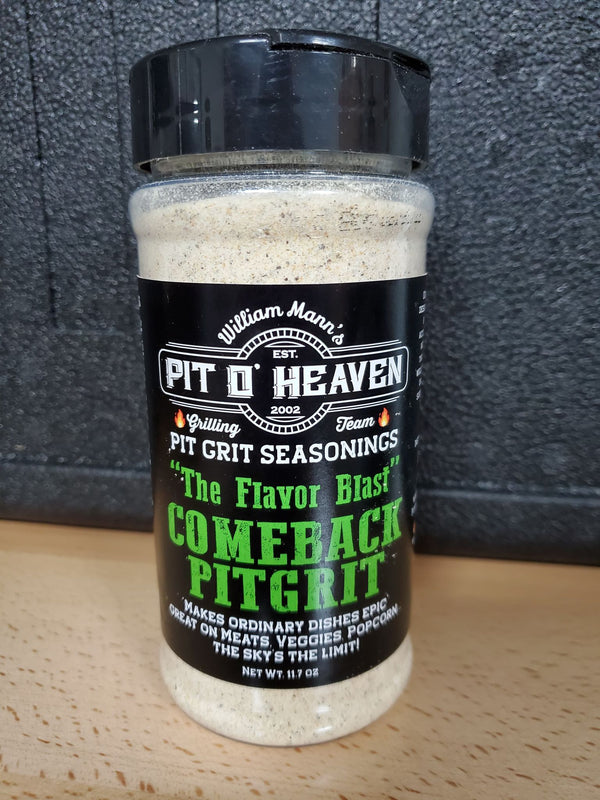 William Mann's
EST.
PIT O' HEAVEN
2002
Grilling Team
PIT GRIT SEASONINGS
"The Flavor Blast"
COMEBACK
PITGRIT
MAKES ORDINARY DISHES EPIC
GREAT ON MEATS, VEGGIES, POPCORN
THE SKY'S THE LIMIT!
NET WT. 11.7 OZ